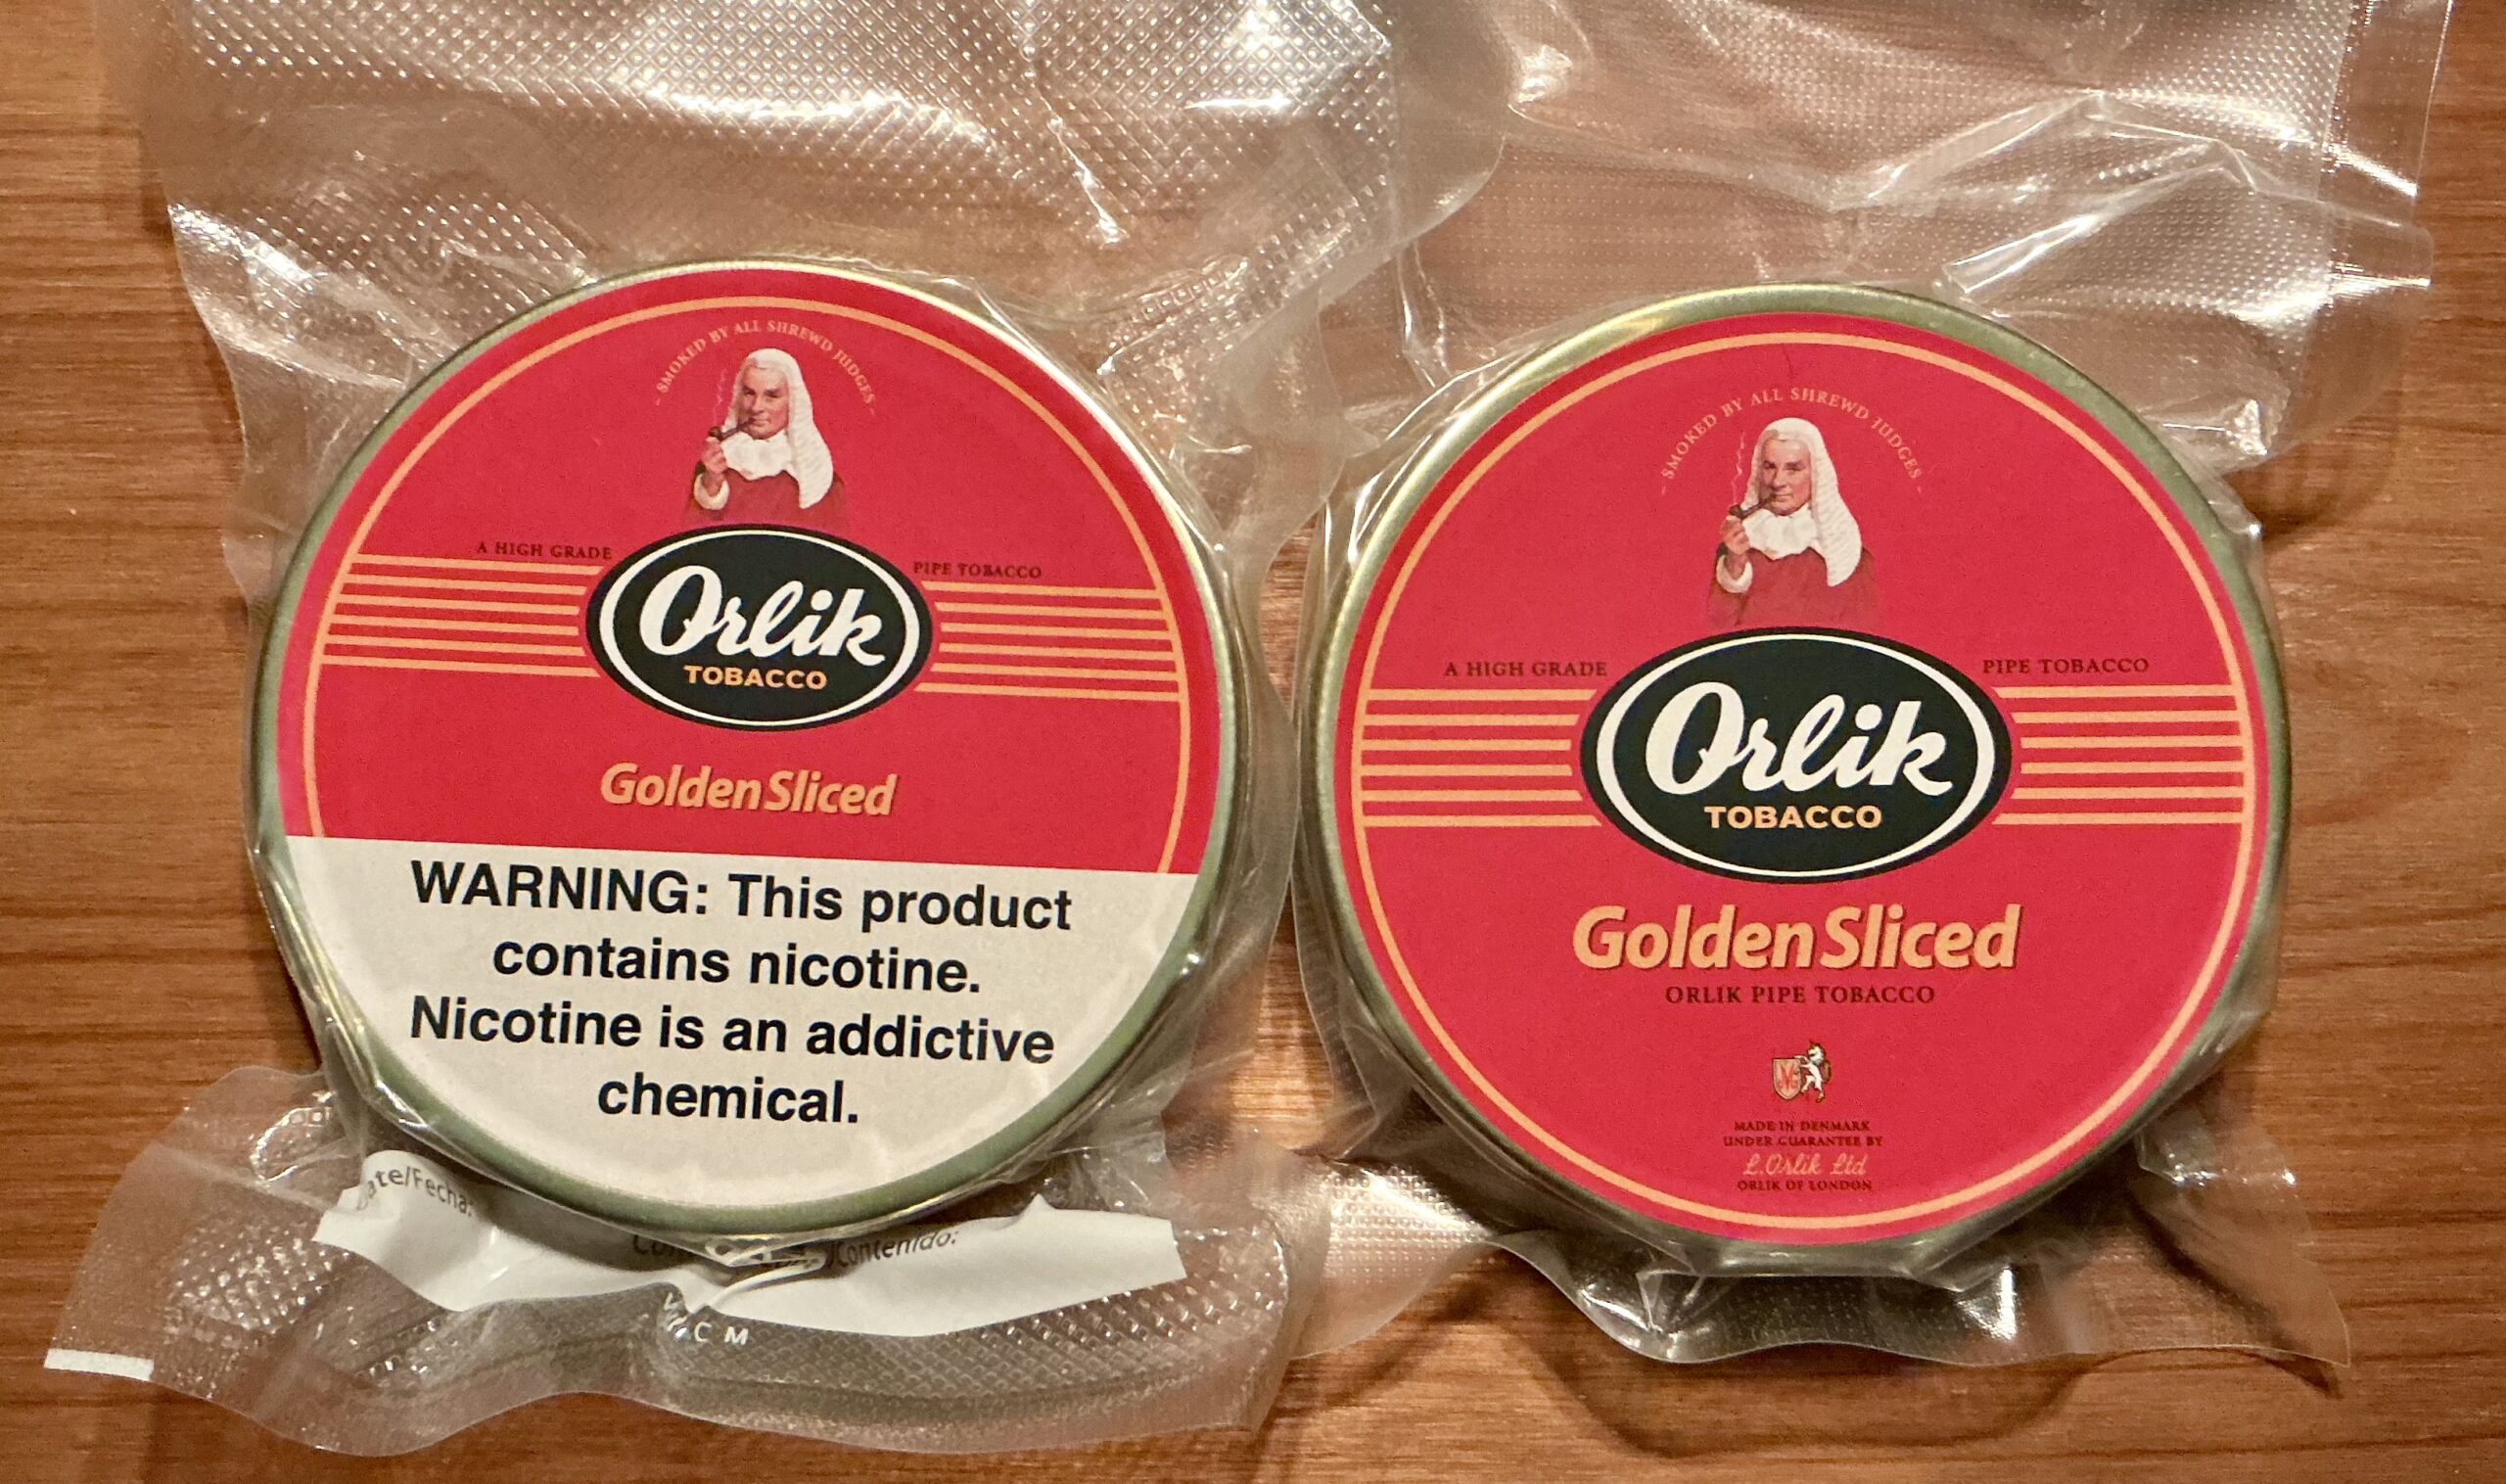 SMOKED BY ALL SHREWD JUDGES
A HIGH GRADE
PIPE TOBACCO
Orlik
TOBACCO
Golden Sliced
WARNING: This product
contains nicotine.
Nicotine is an addictive
chemical.
ate/Fecha:
/Contenido:
SMOKED BY ALL SHREWD JUDGES
A HIGH GRADE
PIPE TOBACCO
Orlik
TOBACCO
Golden Sliced
ORLIK PIPE TOBACCO
MADE IN DENMARK
UNDER GUARANTEE BY
L.Orlik Ltd
ORLIK OF LONDON